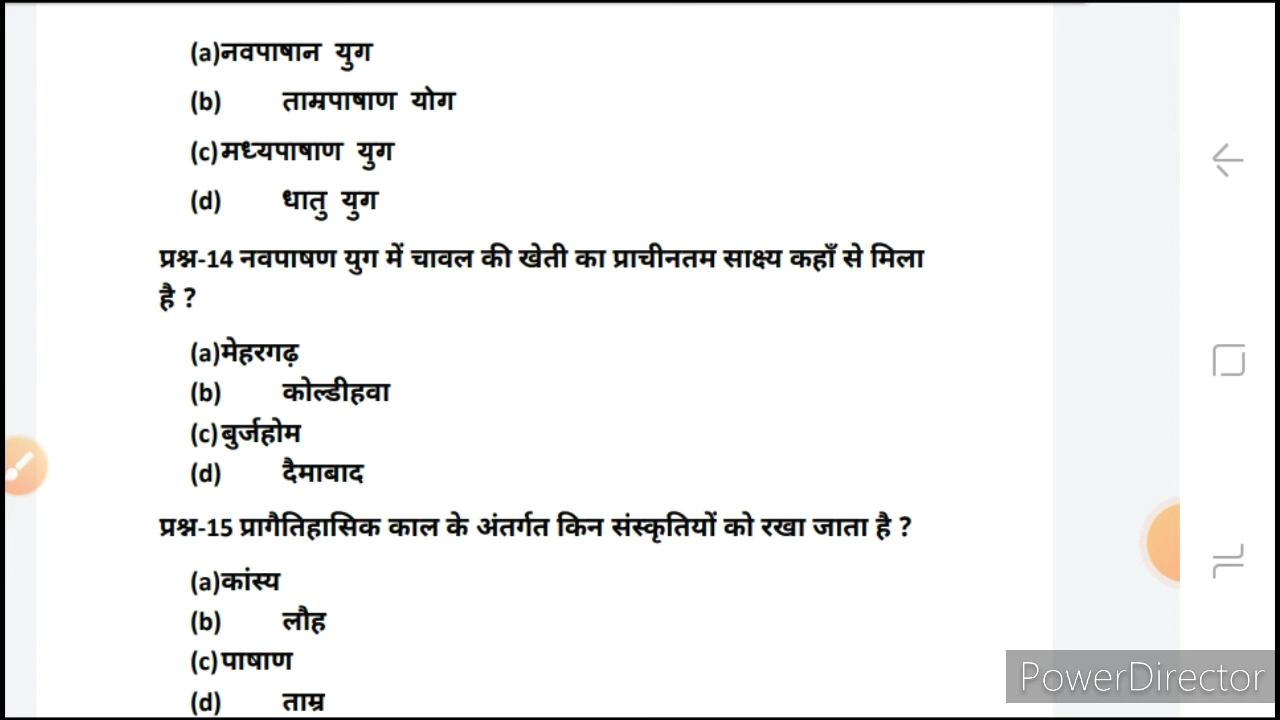 (a)नवपाषान युग
(b) ताम्रपाषाण योग
(c)मध्यपाषाण युग
(d) धातु युग
प्रश्न-14 नवपाषण युग में चावल की खेती का प्राचीनतम साक्ष्य कहाँ से मिला
है ?
(a)मेहरगढ़
(b) कोल्डीहवा
(c)बुर्जहोम
(d) दैमाबाद
प्रश्न-15 प्रागैतिहासिक काल के अंतर्गत किन संस्कृतियों को रखा जाता है ?
(a)कांस्य
(b) लौह
(c)पाषाण
(d) ताम्र
PowerDirector